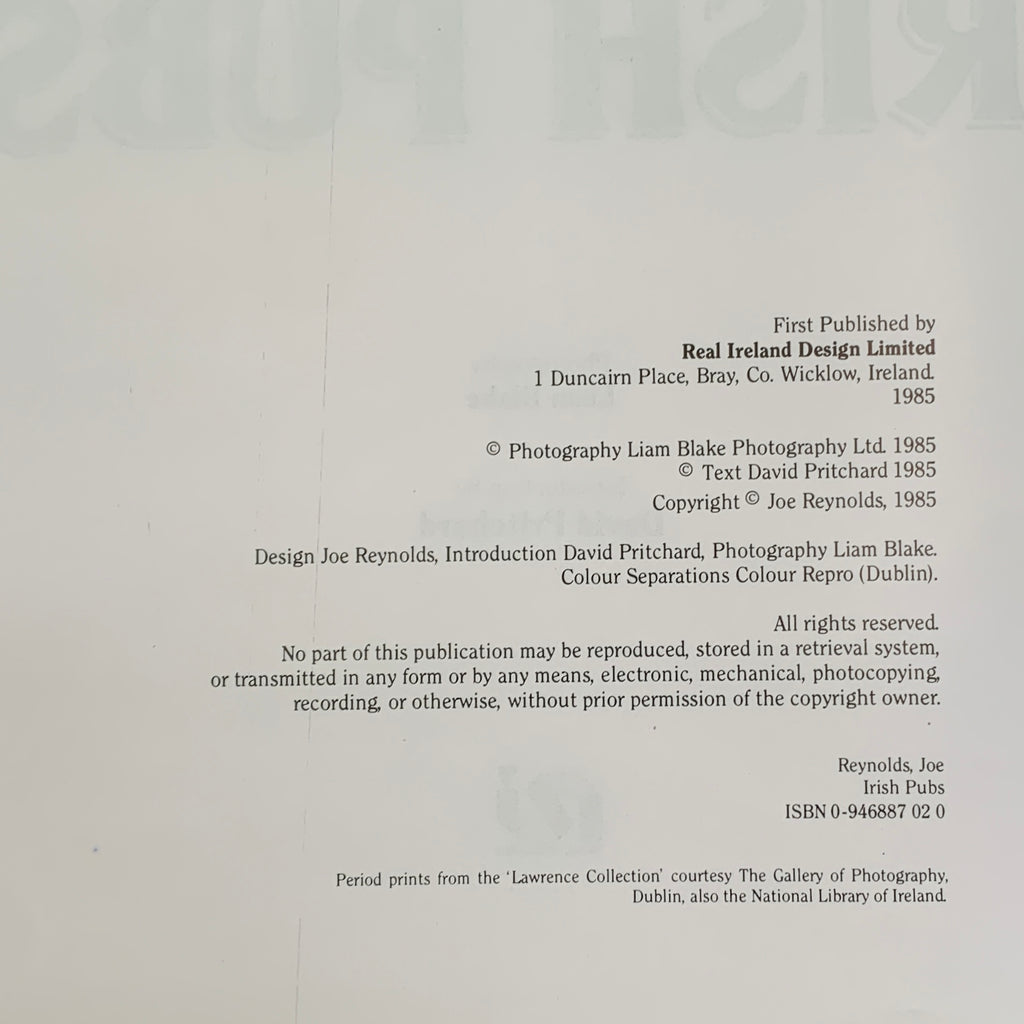 First Published by
Real Ireland Design Limited
1 Duncairn Place, Bray, Co. Wicklow, Ireland.
1985
© Photography Liam Blake Photography Ltd. 1985
© Text David Pritchard 1985
Copyright © Joe Reynolds, 1985
Design Joe Reynolds, Introduction David Pritchard, Photography Liam Blake.
Colour Separations Colour Repro (Dublin).
All rights reserved.
No part of this publication may be reproduced, stored in a retrieval system,
or transmitted in any form or by any means, electronic, mechanical, photocopying,
recording, or otherwise, without prior permission of the copyright owner.
Reynolds, Joe
Irish Pubs
ISBN 0-946887 02 0
Period prints from the 'Lawrence Collection' courtesy The Gallery of Photography,
Dublin, also the National Library of Ireland.